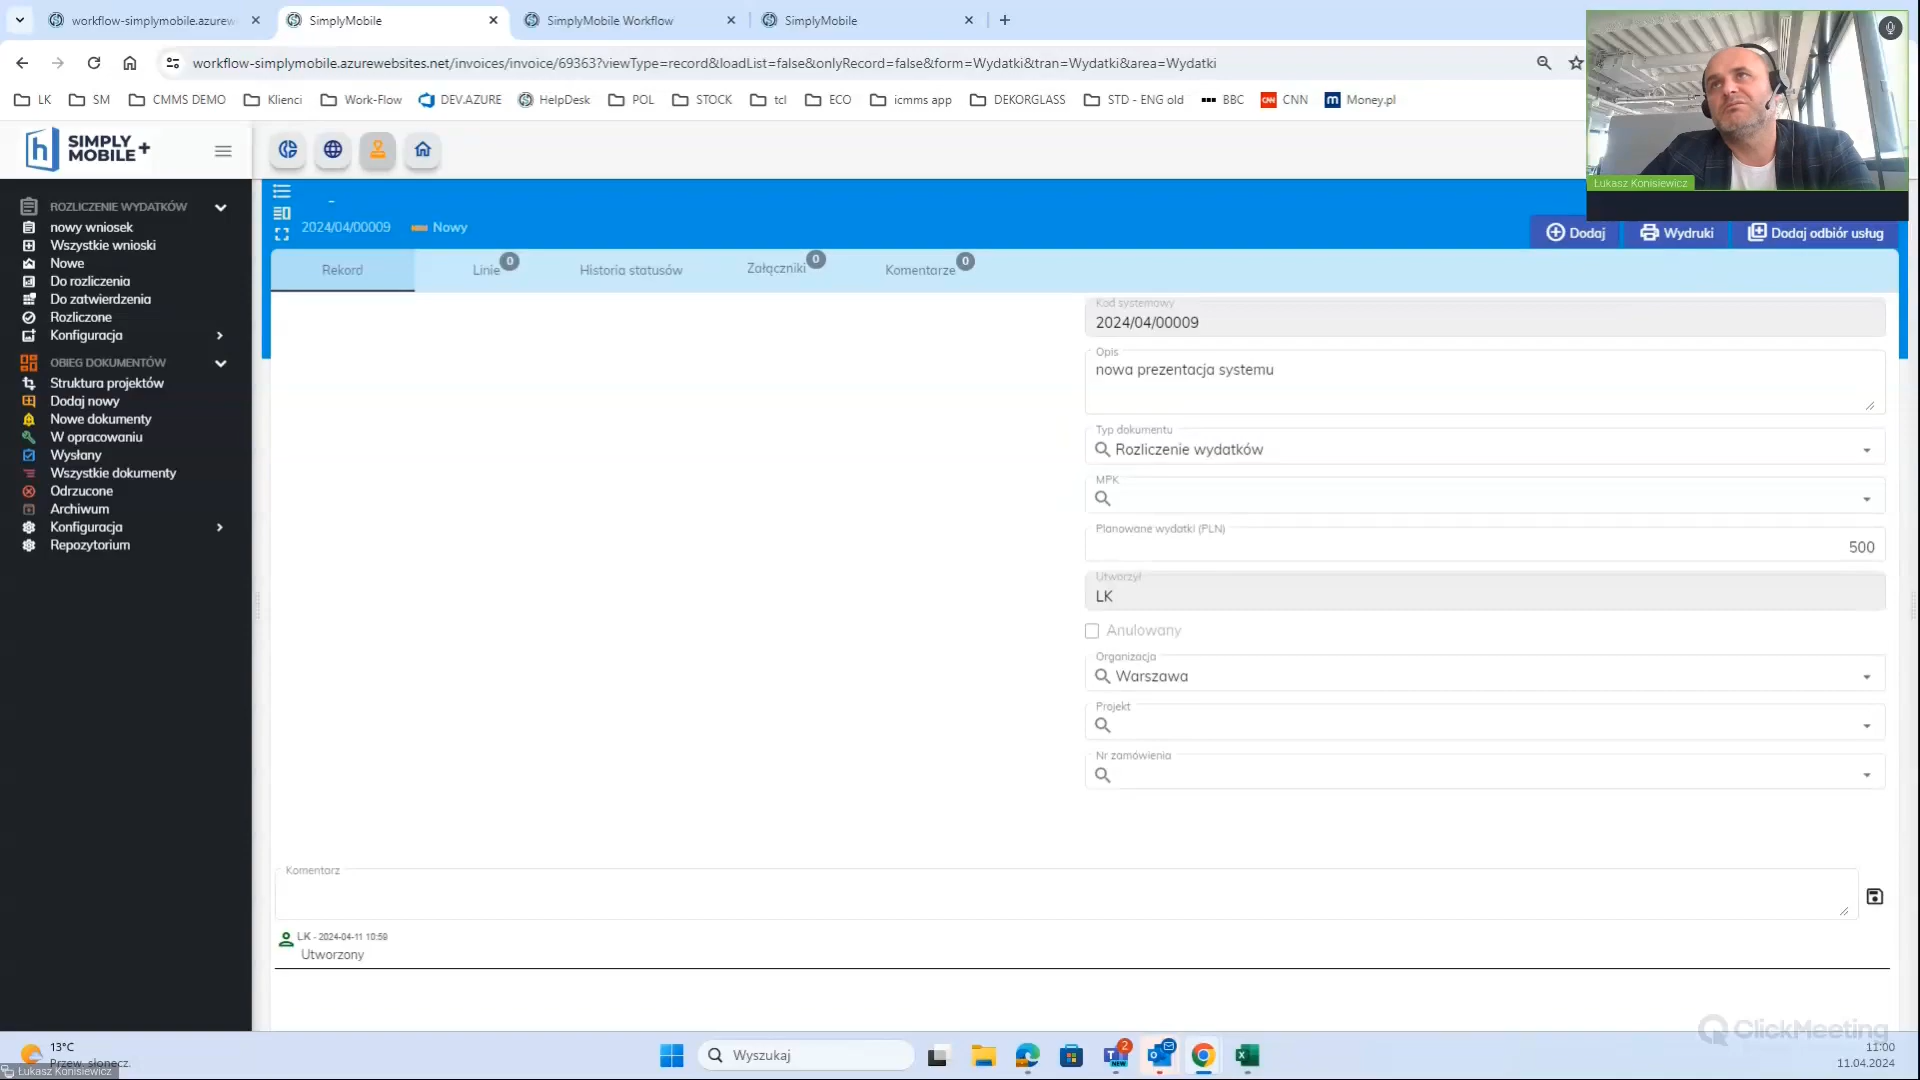 workflow-simplymobile.azurew
SimplyMobile
SimplyMobile Workflow
SimplyMobile
workflow-simplymobile.azurewebsites.net/invoices/invoice/69363?viewType=record&loadList=false&onlyRecord=false&form=Wydatki&tran=Wydatki&area=Wydatki
LK
SM
CMMS DEMO
Klienci
Work-Flow
DEV.AZURE
HelpDesk
POL
STOCK
tcl
ECO
icmms app
DEKORGLASS
STD - ENG old
BBC
CNN
Money.pl
SIMPLY
MOBILE +
Łukasz Konisiewicz
ROZLICZENIE WYDATKÓW
nowy wniosek
Wszystkie wnioski
Nowe
Do rozliczenia
Do zatwierdzenia
Rozliczone
Konfiguracja
OBIEG DOKUMENTÓW
Struktura projektów
Dodaj nowy
Nowe dokumenty
W opracowaniu
Wysłany
Wszystkie dokumenty
Odrzucone
Archiwum
Konfiguracja
Repozytorium
-
2024/04/00009
Nowy
Dodaj
Wydruki
Dodaj odbiór usług
Rekord
Linie 0
Historia statusów
Załączniki 0
Komentarze 0
Kod systemowy
2024/04/00009
Opis
nowa prezentacja systemu
Typ dokumentu
Rozliczenie wydatków
MPK
Planowane wydatki (PLN)
500
Utworzył
LK
Anulowany
Organizacja
Warszawa
Projekt
Nr zamówienia
Komentarz
LK - 2024-04-11 10:59
Utworzony
ClickMeeting
13°C
Przew. słonecz.
Łukasz Konisiewicz
Wyszukaj
2
NEW
11:00
11.04.2024